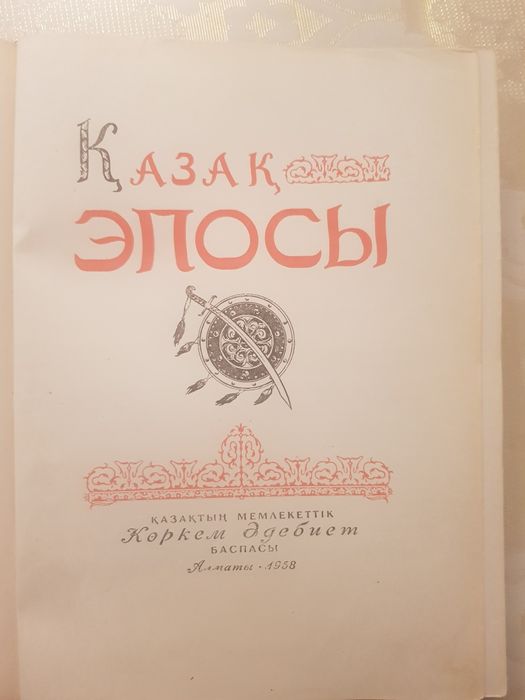 ҚАЗАҚ
ЭПОСЫ
ҚАЗАҚТЫҢ МЕМЛЕКЕТТІК
Көркем Әдебиет
БАСПАСЫ
Алматы · 1958